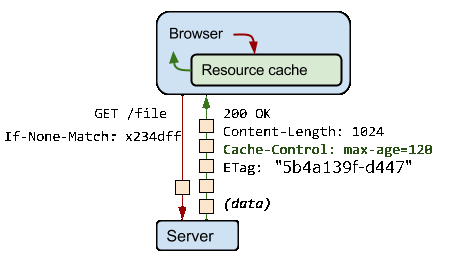 Browser
Resource cache
GET /file
If-None-Match: x234dff
200 OK
Content-Length: 1024
Cache-Control: max-age=120
ETag: "5b4a139f-d447"
(data)
Server